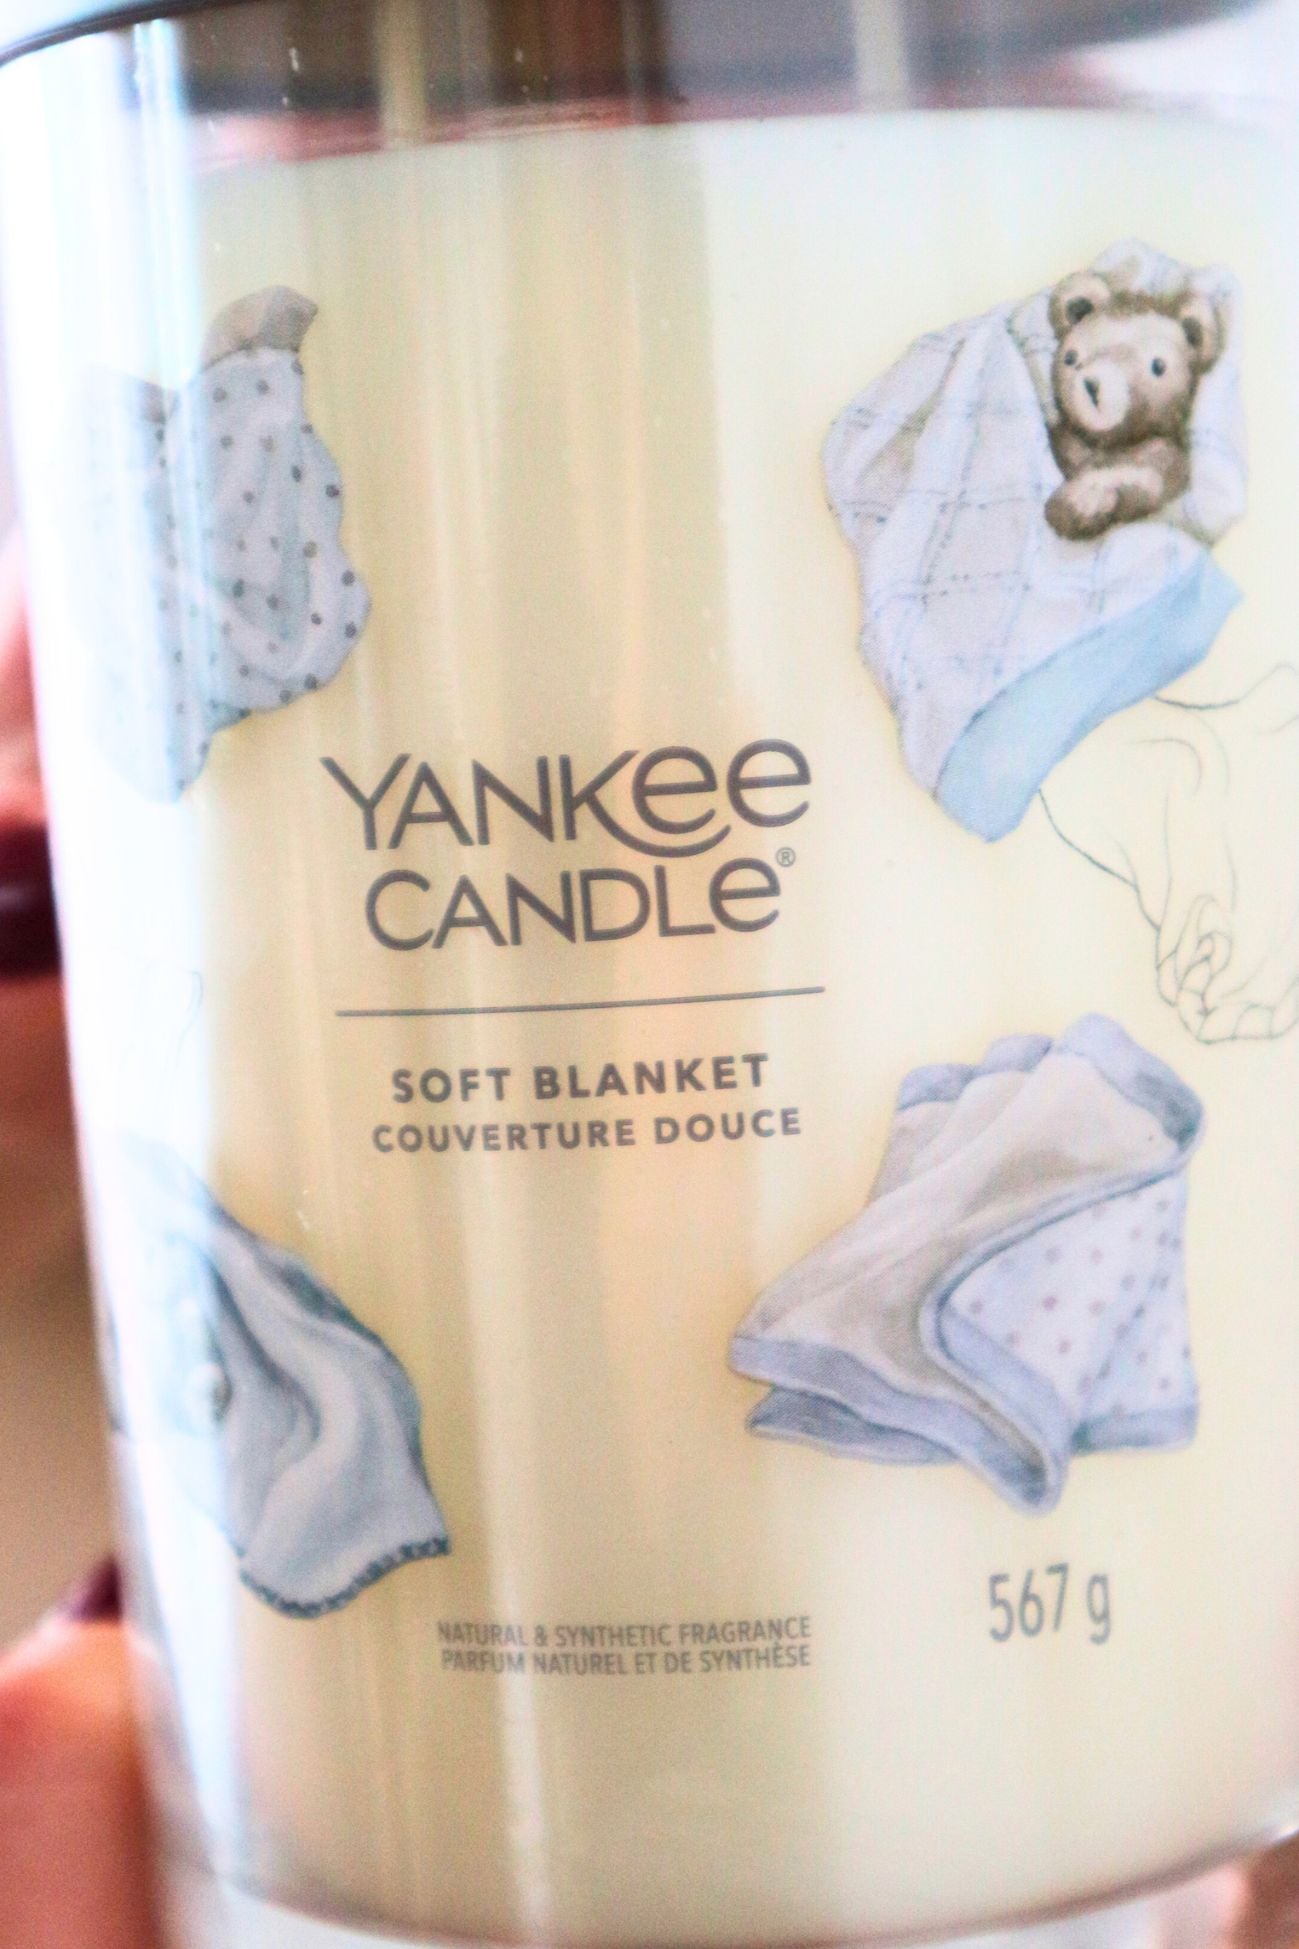 YANKEE
CANDLE®
SOFT BLANKET
COUVERTURE DOUCE
567 g
NATURAL & SYNTHETIC FRAGRANCE
PARFUM NATUREL ET DE SYNTHÈSE